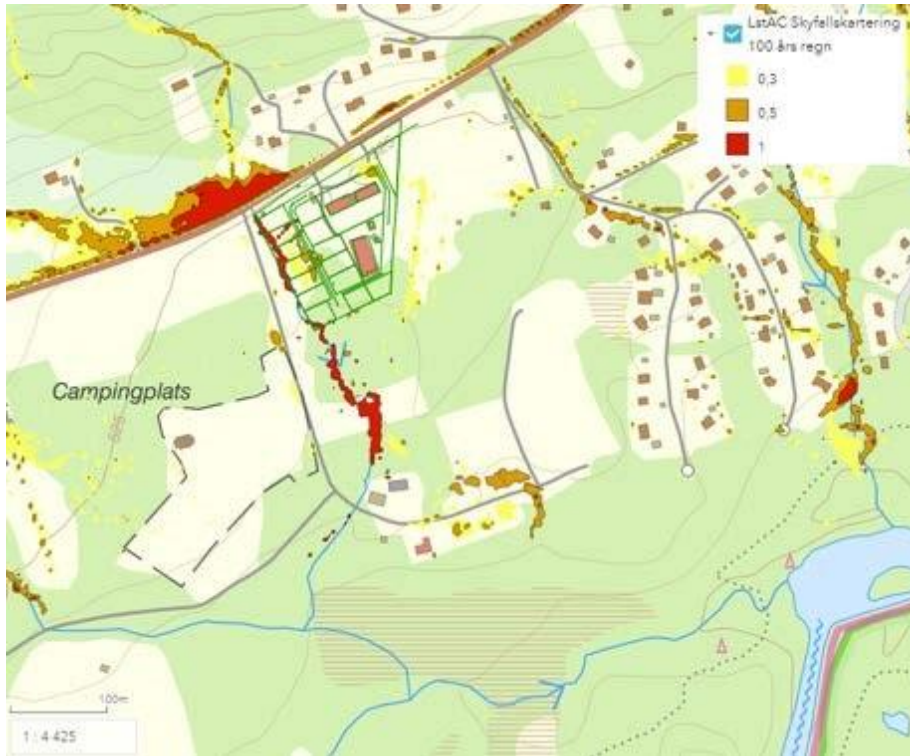 LstAC Skyfallskartering
100 års regn
0,3
0,5
1
Campingplats
100m
1 : 4 425